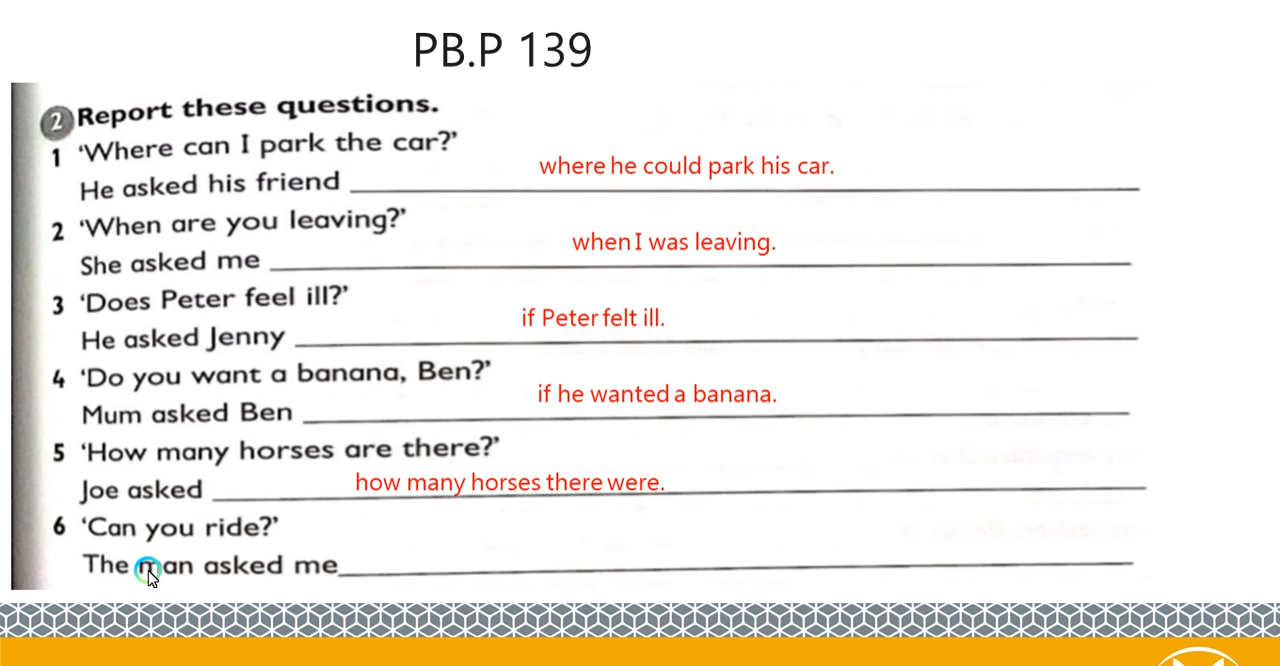 PB.P 139
2 Report these questions.
1 ‘Where can I park the car?’
where he could park his car.
He asked his friend
2 ‘When are you leaving?’
when I was leaving.
She asked me
3 ‘Does Peter feel ill?’
if Peter felt ill.
He asked Jenny
4 ‘Do you want a banana, Ben?’
if he wanted a banana.
Mum asked Ben
5 ‘How many horses are there?’
how many horses there were.
Joe asked
6 ‘Can you ride?’
The man asked me